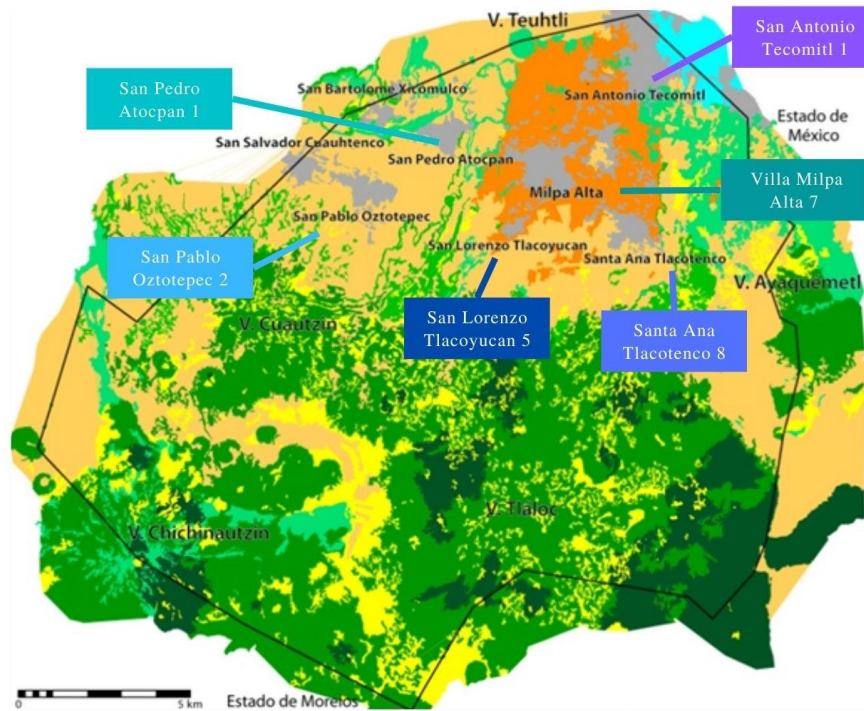 V. Teuhtli
San Antonio
Tecomitl 1
San Pedro
Atocpan 1
San Bartolome Xicomulco
San Antonio Tecomitl
Estado de
México
San Salvador Cuauhtenco
San Pedro Atocpan
Milpa Alta
Villa Milpa
Alta 7
San Pablo Oztotepec
San Pablo
Oztotepec 2
San Lorenzo Tlacoyucan
Santa Ana Tlacotenco
V. Ayaquemetl
San Lorenzo
Tlacoyucan 5
Santa Ana
Tlacotenco 8
V. Cuautzin
V. Tlaloc
V. Chichinautzin
0
5 km
Estado de Morelos